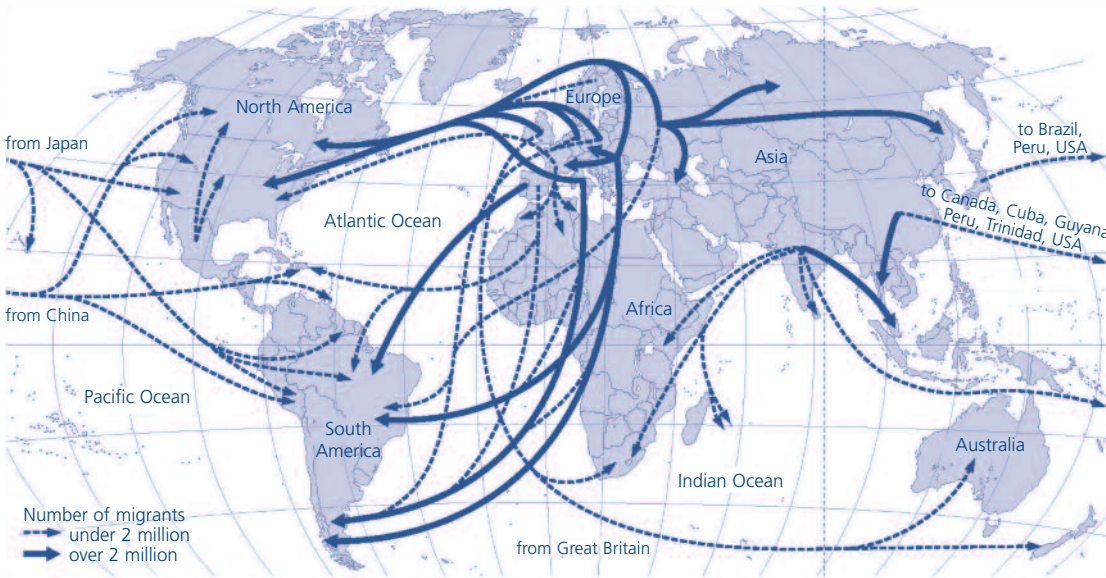 North America
Europe
from Japan
Asia
to Brazil,
Peru, USA
to Canada, Cuba, Guyana,
Peru, Trinidad, USA
Atlantic Ocean
from China
Africa
Pacific Ocean
South
America
Australia
Indian Ocean
Number of migrants
under 2 million
over 2 million
from Great Britain